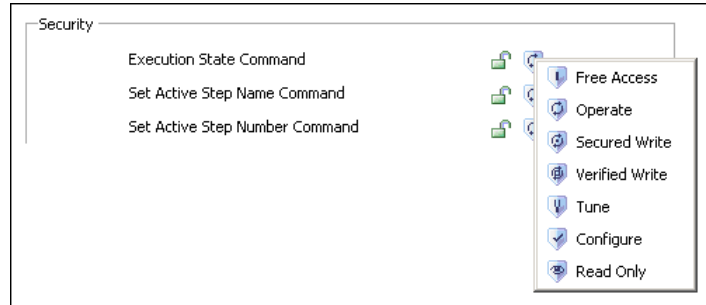 Security
Execution State Command
Set Active Step Name Command
Set Active Step Number Command
Free Access
Operate
Secured Write
Verified Write
Tune
Configure
Read Only